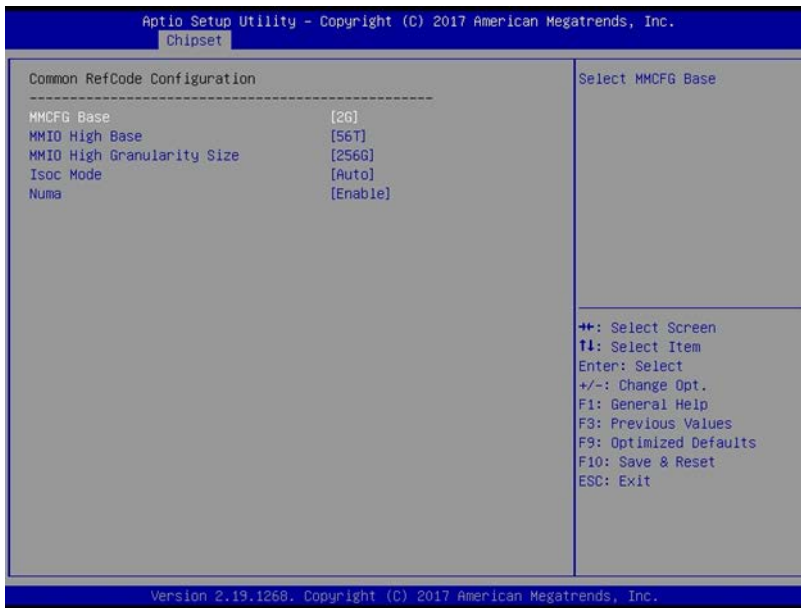 Aptio Setup Utility – Copyright (C) 2017 American Megatrends, Inc.
Chipset
Common RefCode Configuration
--------------------------------------------------
MMCFG Base [2G]
MMIO High Base [56T]
MMIO High Granularity Size [256G]
Isoc Mode [Auto]
Numa [Enable]
Select MMCFG Base
→←: Select Screen
↑↓: Select Item
Enter: Select
+/-: Change Opt.
F1: General Help
F3: Previous Values
F9: Optimized Defaults
F10: Save & Reset
ESC: Exit
Version 2.19.1268. Copyright (C) 2017 American Megatrends, Inc.